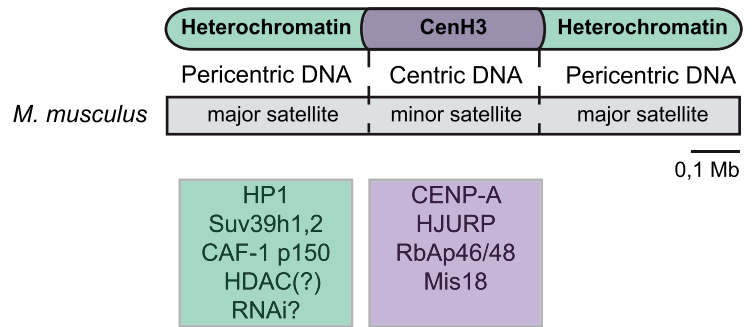 Heterochromatin CenH3 Heterochromatin
Pericentric DNA Centric DNA Pericentric DNA
M. musculus major satellite minor satellite major satellite
0,1 Mb
HP1
Suv39h1,2
CAF-1 p150
HDAC(?)
RNAi?
CENP-A
HJURP
RbAp46/48
Mis18